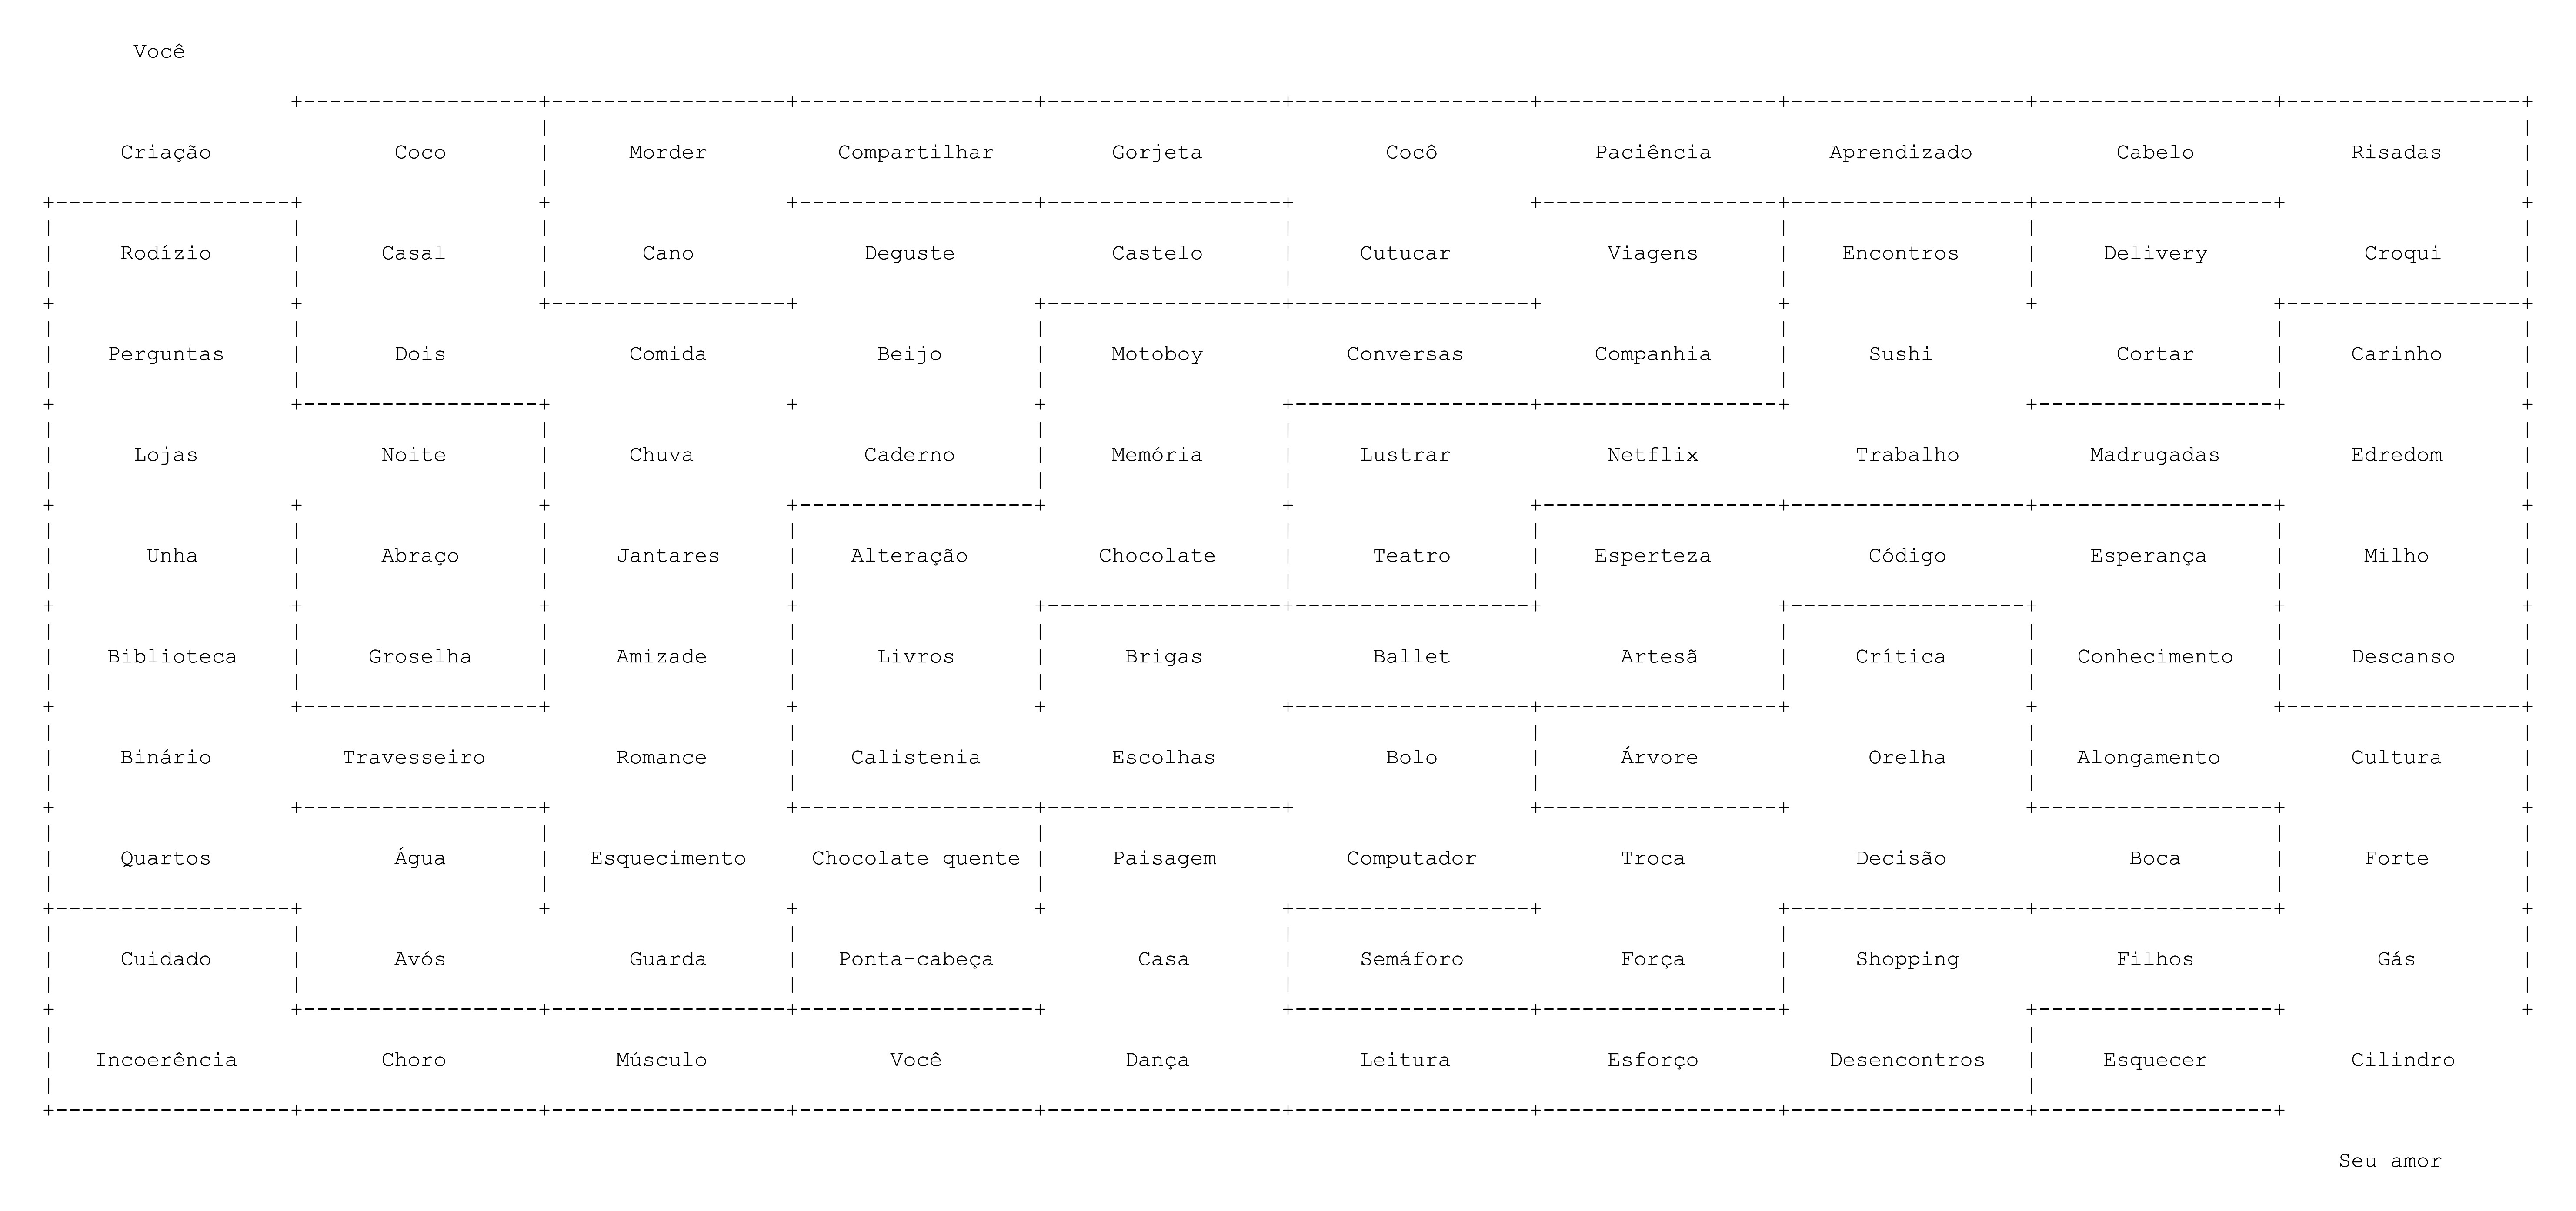 Você
Criação Coco Morder Compartilhar Gorjeta Cocô Paciência Aprendizado Cabelo Risadas
Rodízio Casal Cano Deguste Castelo Cutucar Viagens Encontros Delivery Croqui
Perguntas Dois Comida Beijo Motoboy Conversas Companhia Sushi Cortar Carinho
Lojas Noite Chuva Caderno Memória Lustrar Netflix Trabalho Madrugadas Edredom
Unha Abraço Jantares Alteração Chocolate Teatro Esperteza Código Esperança Milho
Biblioteca Groselha Amizade Livros Brigas Ballet Artesã Crítica Conhecimento Descanso
Binário Travesseiro Romance Calistenia Escolhas Bolo Árvore Orelha Alongamento Cultura
Quartos Água Esquecimento Chocolate quente Paisagem Computador Troca Decisão Boca Forte
Cuidado Avós Guarda Ponta-cabeça Casa Semáforo Força Shopping Filhos Gás
Incoerência Choro Músculo Você Dança Leitura Esforço Desencontros Esquecer Cilindro
Seu amor